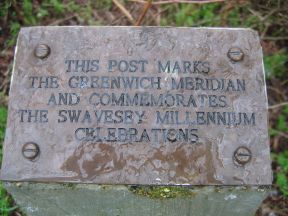 THIS POST MARKS
THE GREENWICH MERIDIAN
AND COMMEMORATES
THE SWAVESEY MILLENNIUM
CELEBRATIONS